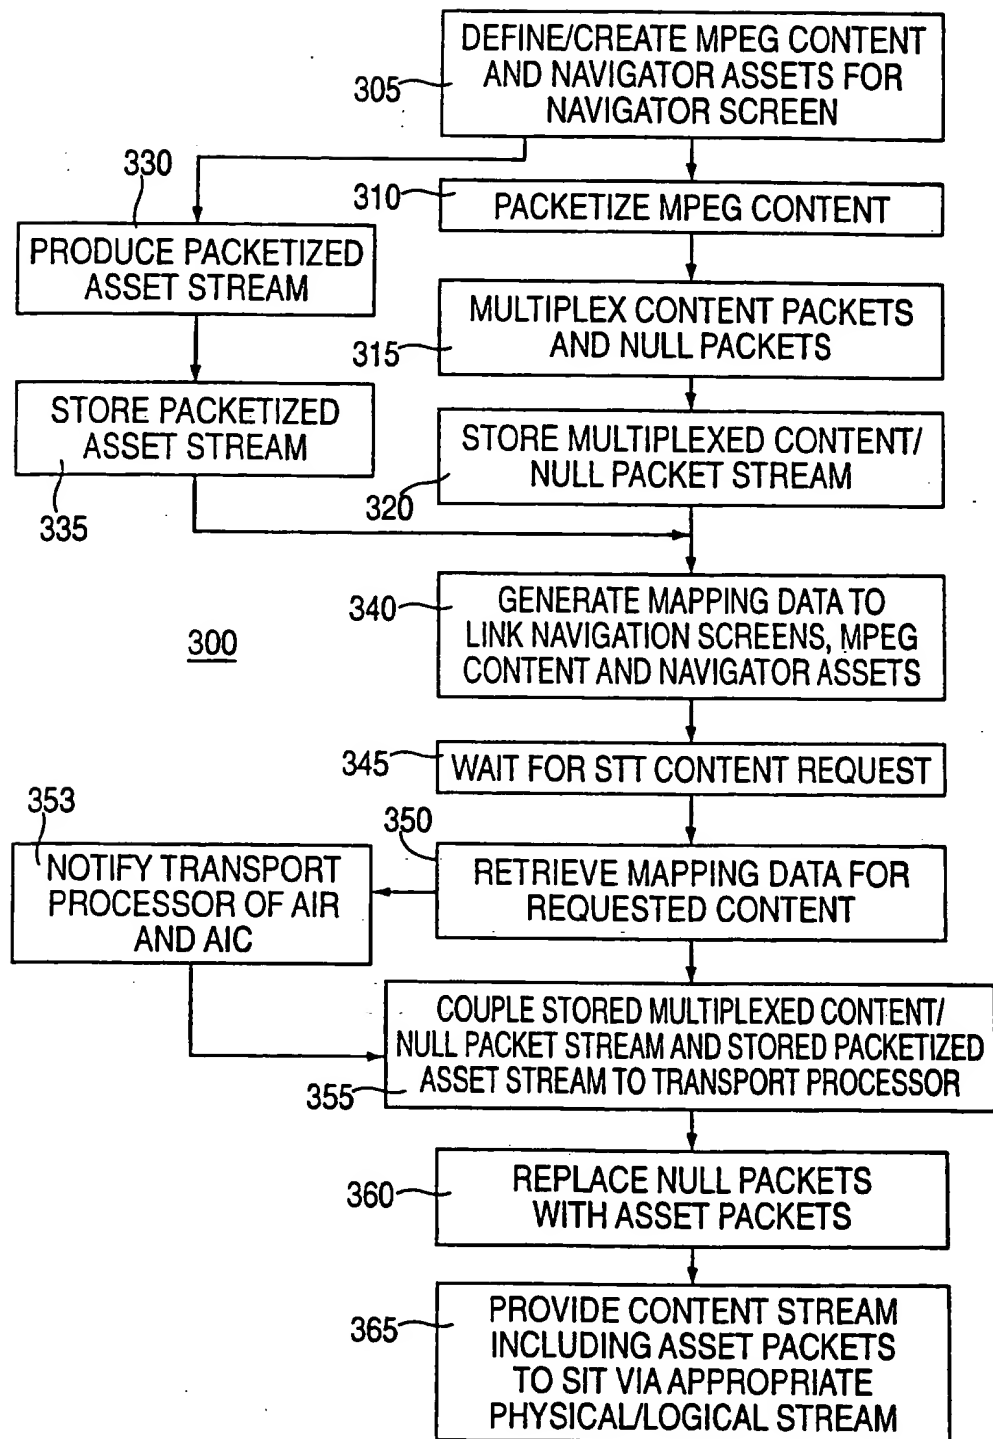 DEFINE/CREATE MPEG CONTENT
AND NAVIGATOR ASSETS FOR
NAVIGATOR SCREEN
305
330
310
PACKETIZE MPEG CONTENT
PRODUCE PACKETIZED
ASSET STREAM
MULTIPLEX CONTENT PACKETS
AND NULL PACKETS
315
STORE PACKETIZED
ASSET STREAM
335
STORE MULTIPLEXED CONTENT/
NULL PACKET STREAM
320
340
GENERATE MAPPING DATA TO
LINK NAVIGATION SCREENS, MPEG
CONTENT AND NAVIGATOR ASSETS
300
345
WAIT FOR STT CONTENT REQUEST
353
350
NOTIFY TRANSPORT
PROCESSOR OF AIR
AND AIC
RETRIEVE MAPPING DATA FOR
REQUESTED CONTENT
COUPLE STORED MULTIPLEXED CONTENT/
NULL PACKET STREAM AND STORED PACKETIZED
ASSET STREAM TO TRANSPORT PROCESSOR
355
360
REPLACE NULL PACKETS
WITH ASSET PACKETS
365
PROVIDE CONTENT STREAM
INCLUDING ASSET PACKETS
TO SIT VIA APPROPRIATE
PHYSICAL/LOGICAL STREAM